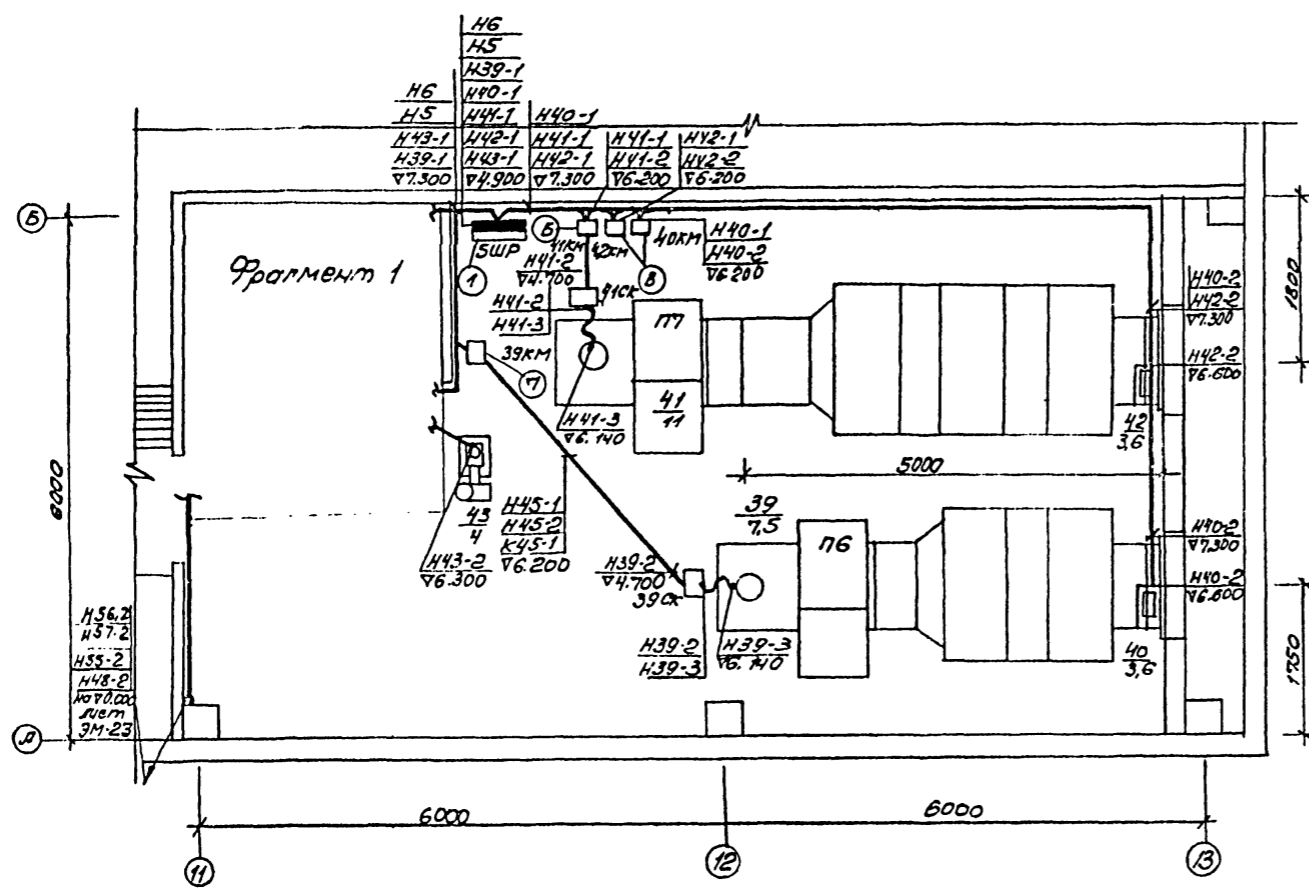 Н6
Н5
Н39-1
Н40-1
Н41-1
Н42-1
Н43-1
▽4.900
Н6
Н5
Н43-1
Н39-1
▽7.300
Н40-1
Н41-1
Н42-1
▽7.300
Н41-1
Н41-2
▽6.200
Н42-1
Н42-2
▽6.200
Б
Фрагмент 1
5ШР
1
Б
41КМ
42КМ
40КМ
8
Н40-1
Н40-2
▽6.200
Н41-2
▽4.700
41СК
Н41-2
Н41-3
39КМ
7
П7
41
11
Н41-3
▽6.140
Н40-2
Н42-2
▽7.300
Н42-2
▽6.600
42
3,6
1800
6000
5000
43
4
Н43-2
▽6.300
Н45-1
Н45-2
К45-1
▽6.200
39
7,5
П6
Н39-2
▽4.700
39СК
Н39-2
Н39-3
Н39-3
▽6.140
Н40-2
▽7.300
Н40-2
▽6.600
40
3,6
1750
Н56.2
Н57.2
Н55-2
Н48-2
на ▽0.000
лист
ЭМ-23
А
6000
6000
11
12
13